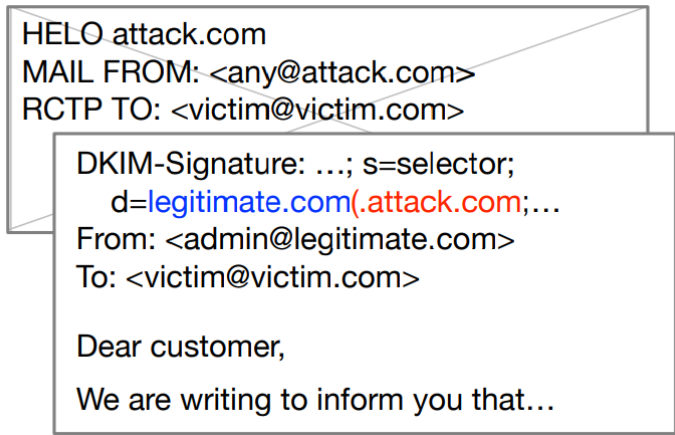 HELO attack.com
MAIL FROM: <any@attack.com>
RCTP TO: <victim@victim.com>
DKIM-Signature: …; s=selector;
d=legitimate.com(.attack.com;…
From: <admin@legitimate.com>
To: <victim@victim.com>
Dear customer,
We are writing to inform you that…